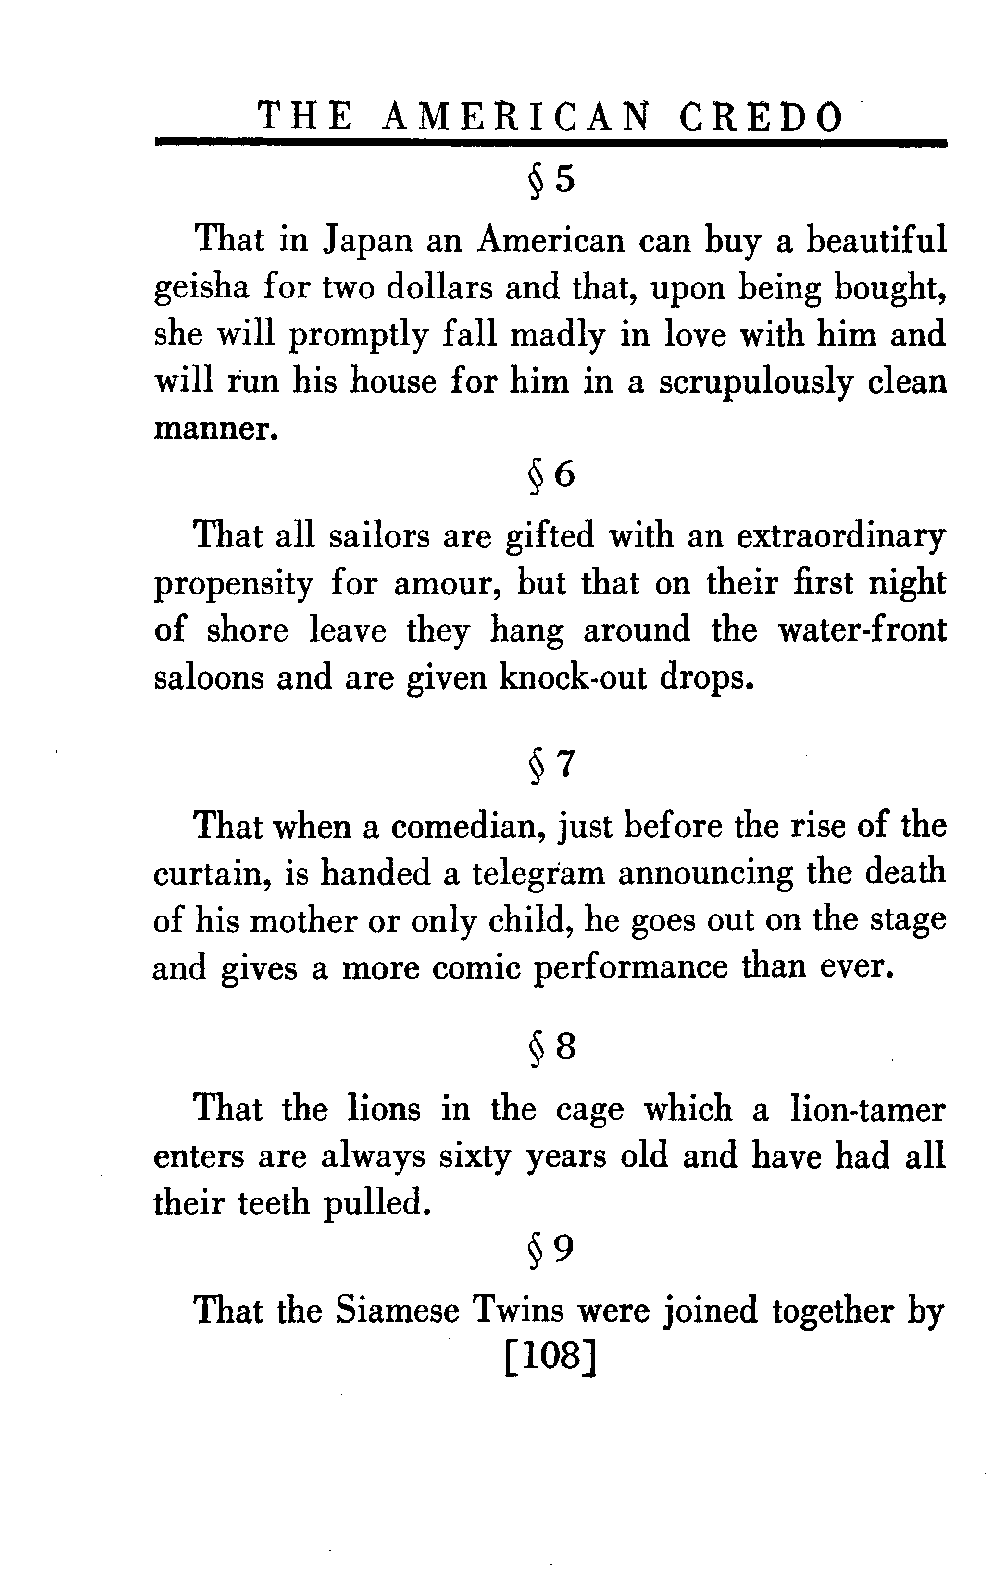 THE AMERICAN CREDO
§ 5
That in Japan an American can buy a beautiful
geisha for two dollars and that, upon being bought,
she will promptly fall madly in love with him and
will run his house for him in a scrupulously clean
manner.
§ 6
That all sailors are gifted with an extraordinary
propensity for amour, but that on their first night
of shore leave they hang around the water-front
saloons and are given knock-out drops.
§ 7
That when a comedian, just before the rise of the
curtain, is handed a telegram announcing the death
of his mother or only child, he goes out on the stage
and gives a more comic performance than ever.
§ 8
That the lions in the cage which a lion-tamer
enters are always sixty years old and have had all
their teeth pulled.
§ 9
That the Siamese Twins were joined together by
[108]